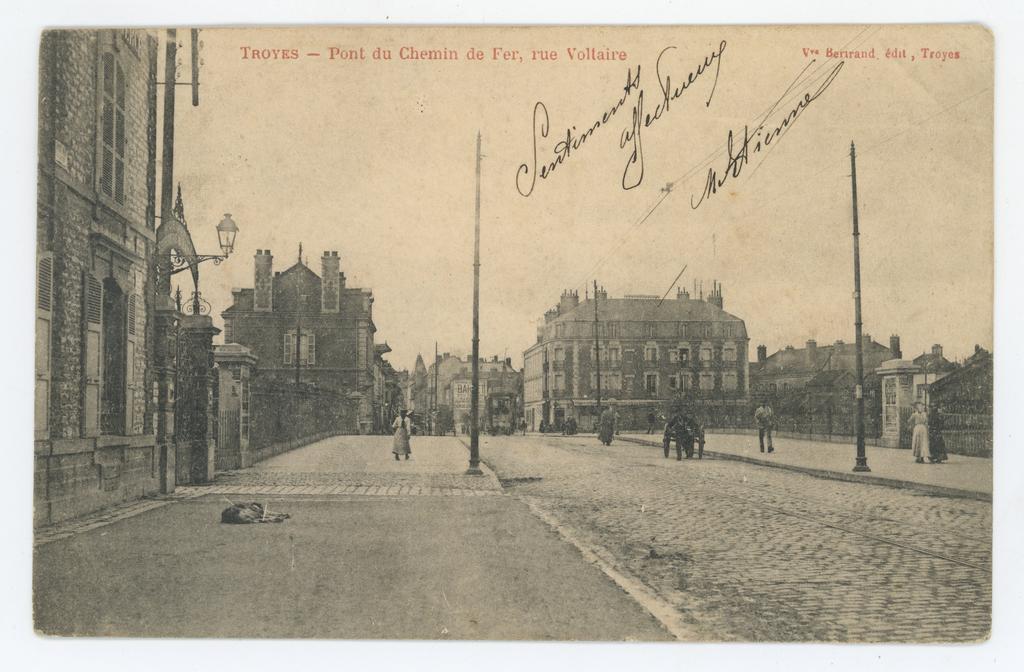 TROYES — Pont du Chemin de Fer, rue Voltaire
Vve Bertrand édit, Troyes
Sentiments
affectueux
M Etienne